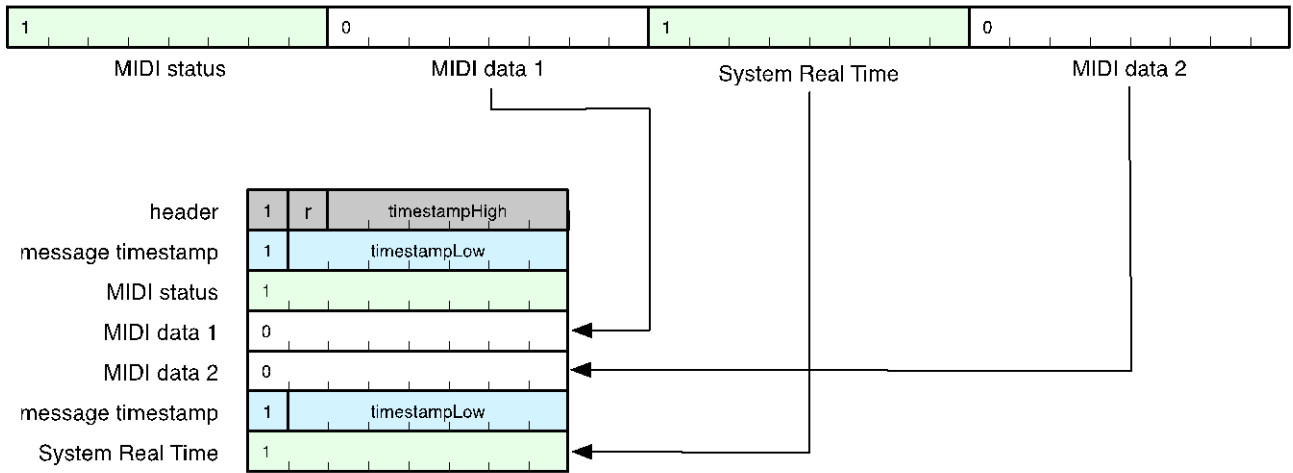 1 0 1 0
MIDI status MIDI data 1 System Real Time MIDI data 2
header 1 r timestampHigh
message timestamp 1 timestampLow
MIDI status 1
MIDI data 1 0
MIDI data 2 0
message timestamp 1 timestampLow
System Real Time 1